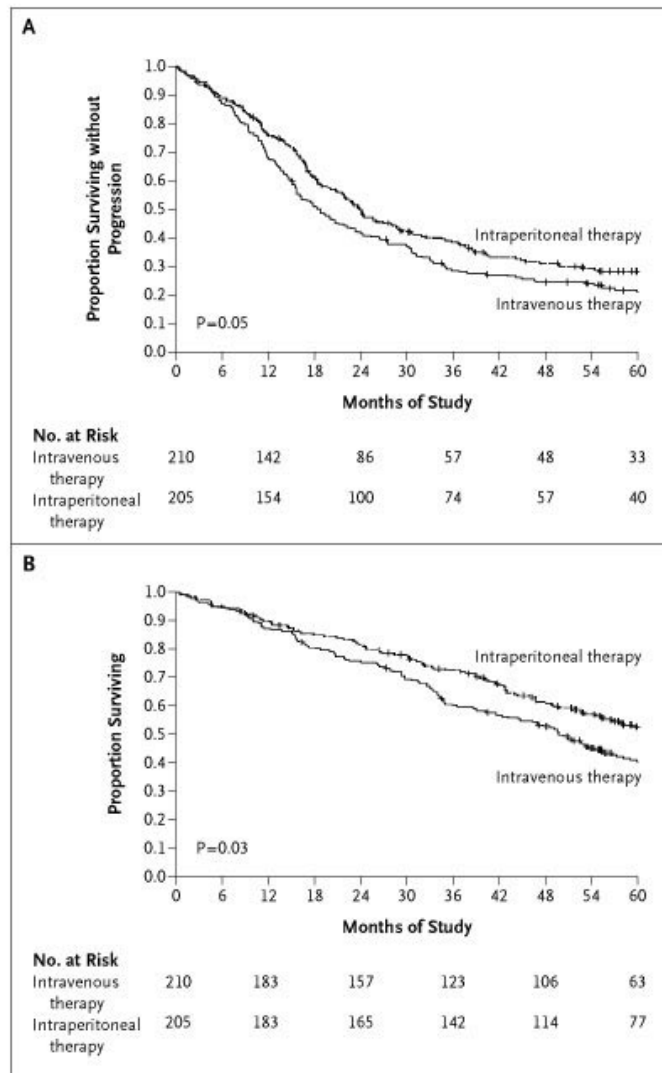 A
1.0
0.9
0.8
0.7
0.6
0.5
0.4
0.3
0.2
0.1
0.0
Proportion Surviving without
Progression
Intraperitoneal therapy
Intravenous therapy
P=0.05
0 6 12 18 24 30 36 42 48 54 60
Months of Study
No. at Risk
Intravenous therapy 210 142 86 57 48 33
Intraperitoneal therapy 205 154 100 74 57 40
B
1.0
0.9
0.8
0.7
0.6
0.5
0.4
0.3
0.2
0.1
0.0
Proportion Surviving
Intraperitoneal therapy
Intravenous therapy
P=0.03
0 6 12 18 24 30 36 42 48 54 60
Months of Study
No. at Risk
Intravenous therapy 210 183 157 123 106 63
Intraperitoneal therapy 205 183 165 142 114 77